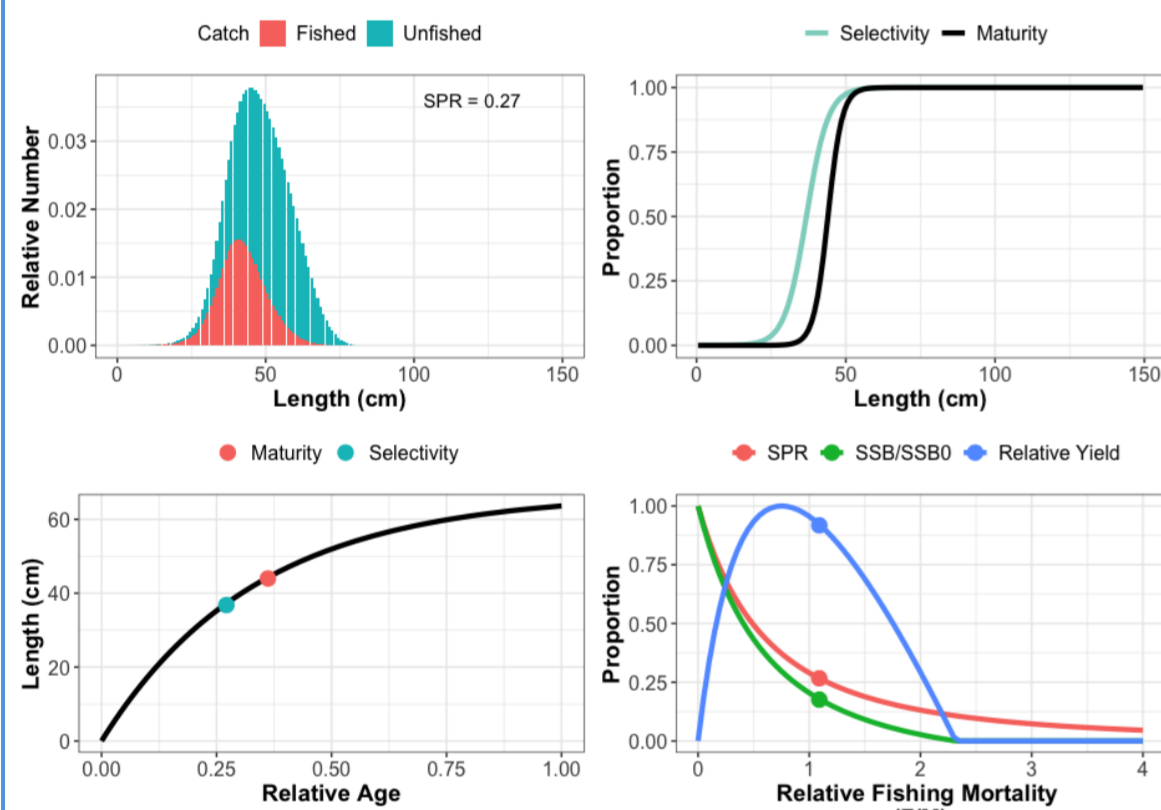 Catch Fished Unfished
SPR = 0.27
Relative Number
0.03
0.02
0.01
0.00
0 50 100 150
Length (cm)
Selectivity Maturity
Proportion
1.00
0.75
0.50
0.25
0.00
0 50 100 150
Length (cm)
Maturity Selectivity
Length (cm)
60
40
20
0
0.00 0.25 0.50 0.75 1.00
Relative Age
SPR SSB/SSB0 Relative Yield
Proportion
1.00
0.75
0.50
0.25
0.00
0 1 2 3 4
Relative Fishing Mortality